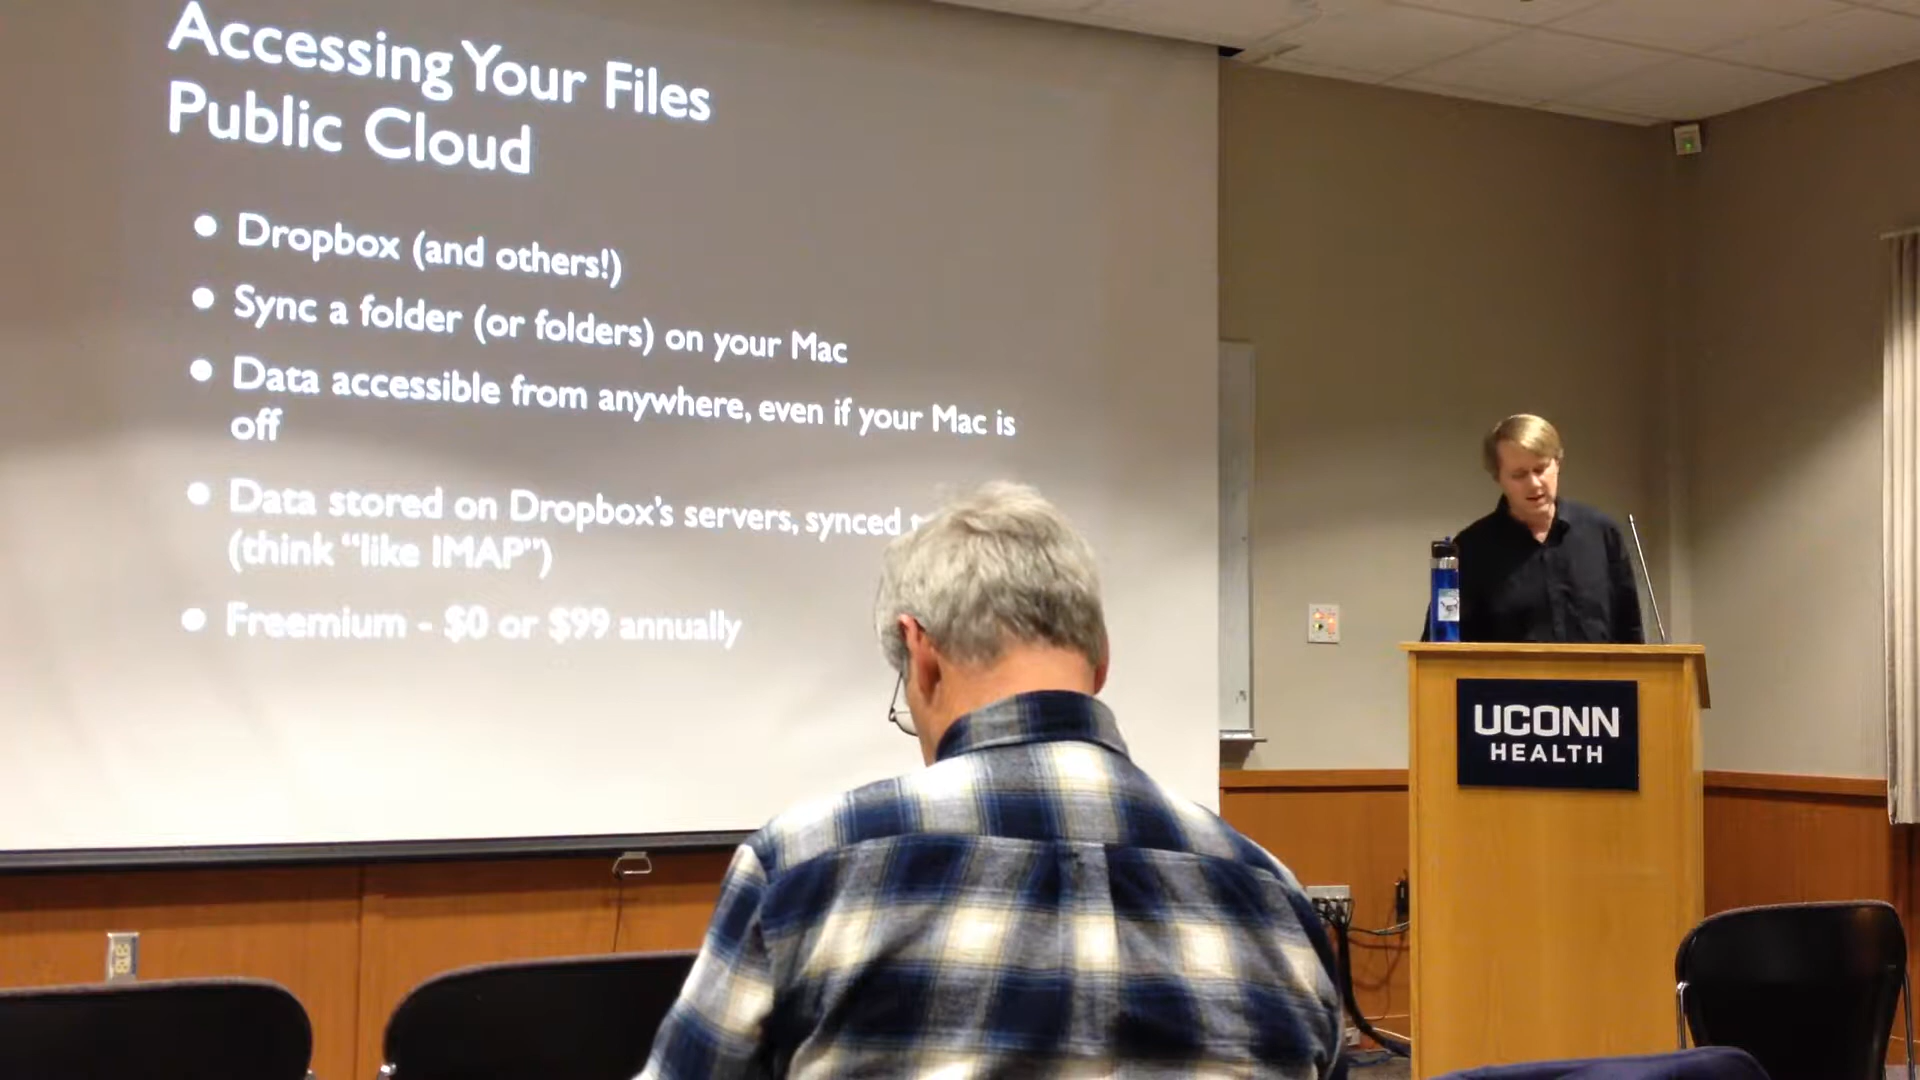 Accessing Your Files
Public Cloud
● Dropbox (and others!)
● Sync a folder (or folders) on your Mac
● Data accessible from anywhere, even if your Mac is
off
● Data stored on Dropbox's servers, synced
(think “like IMAP”)
● Freemium - $0 or $99 annually
UCONN
HEALTH